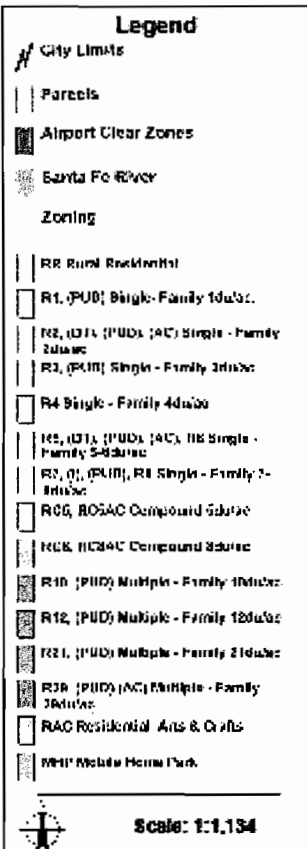 Legend
City Limits
Parcels
Airport Clear Zones
Santa Fe River
Zoning
RR Rural Residential
R1, (PUD) Single- Family 1du/ac.
R2, (DT), (PUD), (AC) Single - Family
2du/ac
R3, (PUD) Single - Family 3du/ac
R4 Single - Family 4du/ac
R5, (DT), (PUD), (AC), R6 Single -
Family 5-6du/ac
R7, (I), (PUD), R8 Single - Family 7-
RC5, RC5AC Compound 5du/ac
RC8, RC8AC Compound 8du/ac
R10, (PUD) Multiple - Family 10du/ac
R12, (PUD) Multiple - Family 12du/ac
R21, (PUD) Multiple - Family 21du/ac
R29, (PUD) (AC) Multiple - Family
29du/ac
RAC Residential Arts & Crafts
MHP Mobile Home Park
Scale: 1:1,134